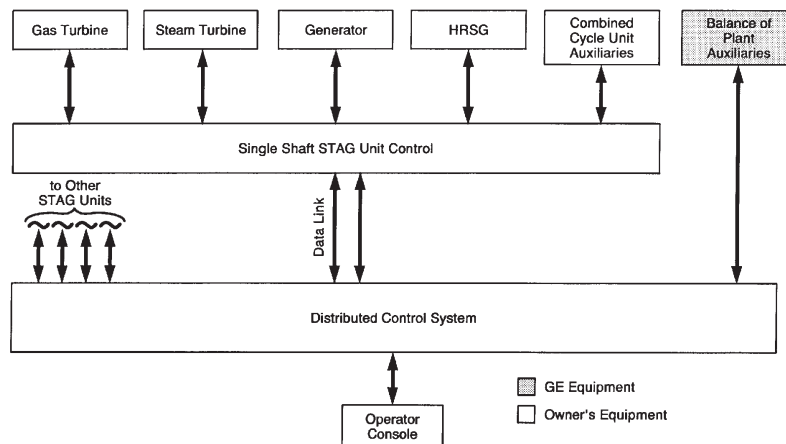 Gas Turbine
Steam Turbine
Generator
HRSG
Combined
Cycle Unit
Auxiliaries
Balance of
Plant
Auxiliaries
Single Shaft STAG Unit Control
to Other
STAG Units
Data Link
Distributed Control System
Operator
Console
GE Equipment
Owner's Equipment